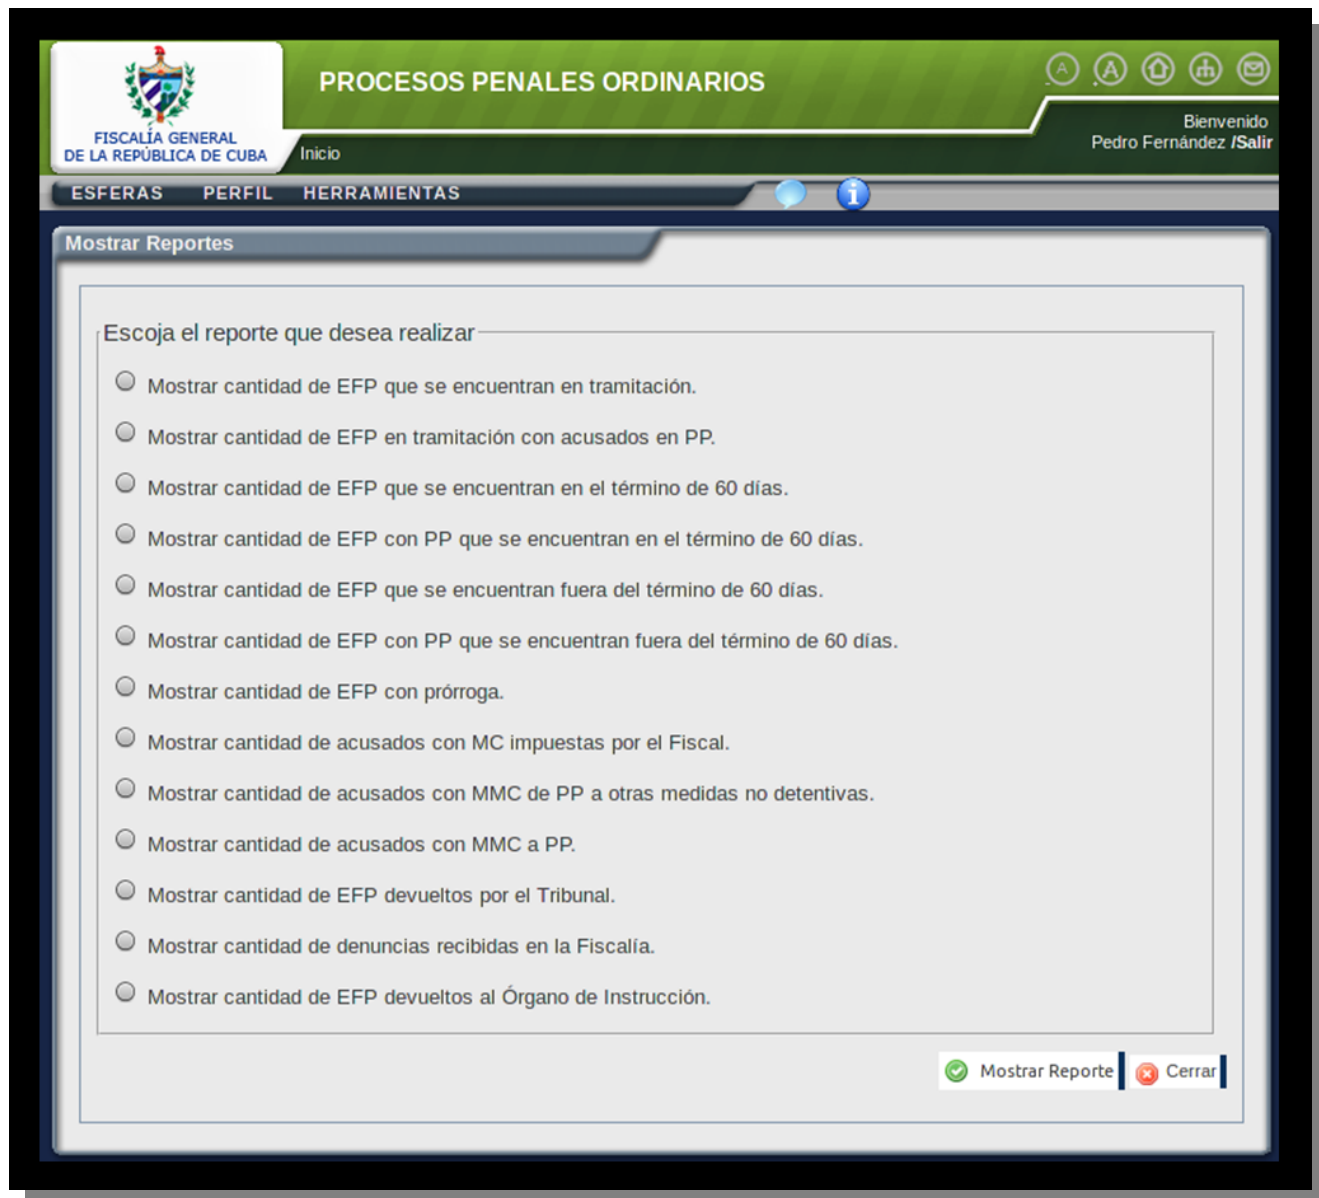 PROCESOS PENALES ORDINARIOS
A A
FISCALÍA GENERAL
DE LA REPÚBLICA DE CUBA
Bienvenido
Pedro Fernández /Salir
Inicio
ESFERAS PERFIL HERRAMIENTAS
i
Mostrar Reportes
Escoja el reporte que desea realizar
Mostrar cantidad de EFP que se encuentran en tramitación.
Mostrar cantidad de EFP en tramitación con acusados en PP.
Mostrar cantidad de EFP que se encuentran en el término de 60 días.
Mostrar cantidad de EFP con PP que se encuentran en el término de 60 días.
Mostrar cantidad de EFP que se encuentran fuera del término de 60 días.
Mostrar cantidad de EFP con PP que se encuentran fuera del término de 60 días.
Mostrar cantidad de EFP con prórroga.
Mostrar cantidad de acusados con MC impuestas por el Fiscal.
Mostrar cantidad de acusados con MMC de PP a otras medidas no detentivas.
Mostrar cantidad de acusados con MMC a PP.
Mostrar cantidad de EFP devueltos por el Tribunal.
Mostrar cantidad de denuncias recibidas en la Fiscalía.
Mostrar cantidad de EFP devueltos al Órgano de Instrucción.
Mostrar Reporte Cerrar